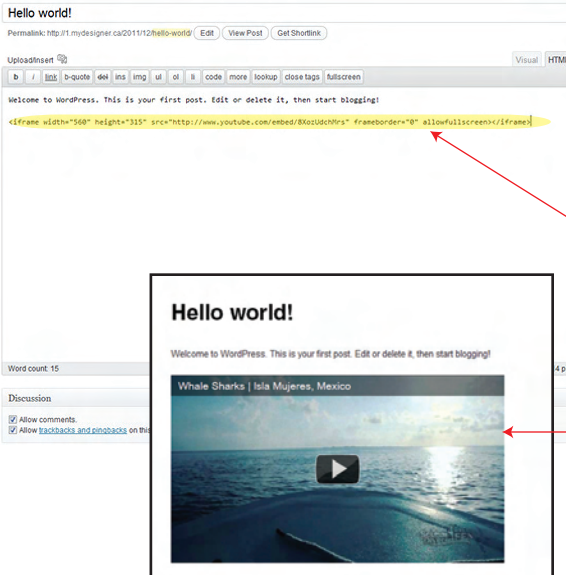 Hello world!
Permalink: http://1.mydesigner.ca/2011/12/hello-world/ Edit View Post Get Shortlink
Upload/Insert Visual HTML
b i link b-quote del ins img ul ol li code more lookup close tags fullscreen
Welcome to WordPress. This is your first post. Edit or delete it, then start blogging!
<iframe width="560" height="315" src="http://www.youtube.com/embed/8XozUdchMrs" frameborder="0" allowfullscreen></iframe>
Hello world!
Welcome to WordPress. This is your first post. Edit or delete it, then start blogging!
Word count: 15 4 p
Whale Sharks | Isla Mujeres, Mexico
Discussion
Allow comments.
Allow trackbacks and pingbacks on this